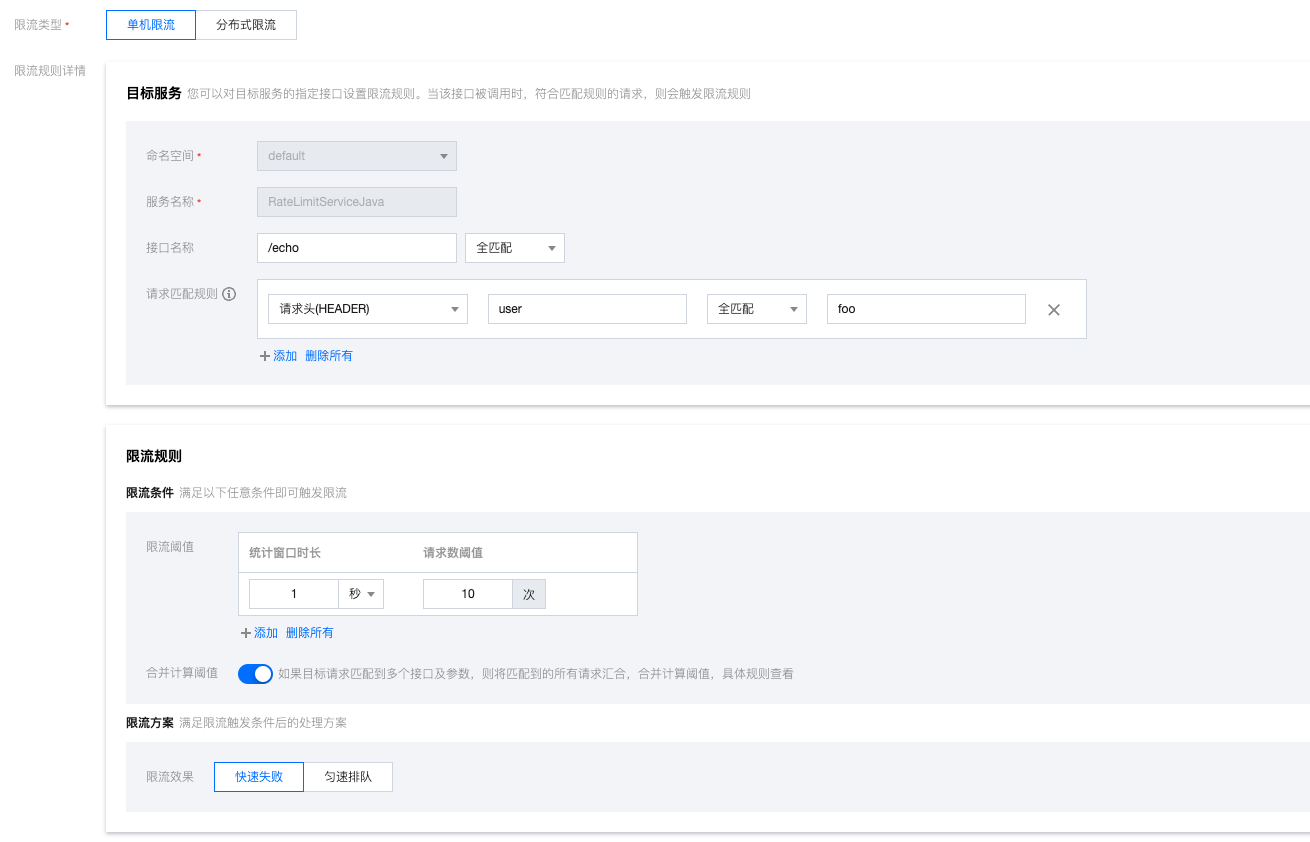 限流类型 * 单机限流 分布式限流
限流规则详情
目标服务 您可以对目标服务的指定接口设置限流规则。当该接口被调用时，符合匹配规则的请求，则会触发限流规则
命名空间 * default
服务名称 * RateLimitServiceJava
接口名称 /echo 全匹配
请求匹配规则 请求头(HEADER) user 全匹配 foo
添加 删除所有
限流规则
限流条件 满足以下任意条件即可触发限流
限流阈值 统计窗口时长 请求数阈值
1 秒 10 次
添加 删除所有
合并计算阈值 如果目标请求匹配到多个接口及参数，则将匹配到的所有请求汇合，合并计算阈值，具体规则查看
限流方案 满足限流触发条件后的处理方案
限流效果 快速失败 匀速排队